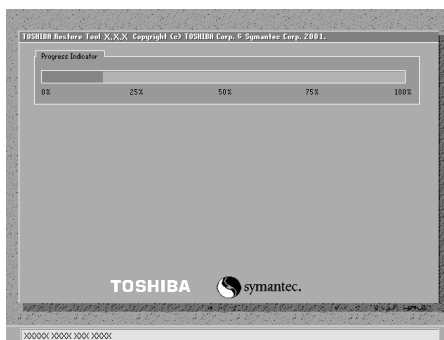 TOSHIBA Restore Tool X.X.X Copyright (c) TOSHIBA Corp. & Symantec Corp. 2001.
Progress Indicator
0% 25% 50% 75% 100%
TOSHIBA symantec.
XXXXX XXXX XXX XXXX